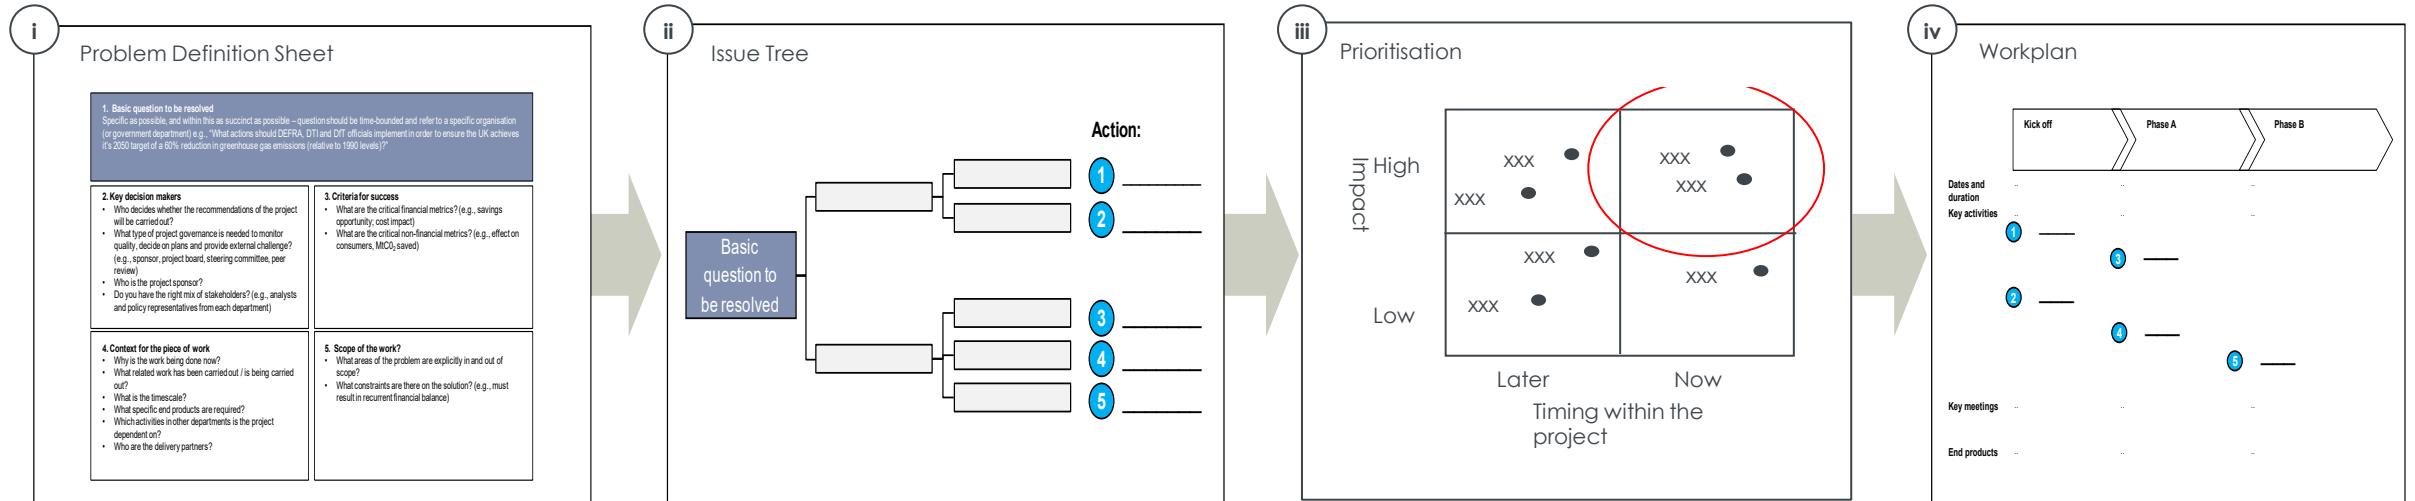 i
Problem Definition Sheet
1. Basic question to be resolved
Specific as possible, and within this as succinct as possible – question should be time-bounded and refer to a specific organisation
(or government department) e.g., "What actions should DEFRA, DTI and DfT officials implement in order to ensure the UK achieves
it's 2050 target of a 60% reduction in greenhouse gas emissions (relative to 1990 levels)?"
2. Key decision makers
• Who decides whether the recommendations of the project
will be carried out?
• What type of project governance is needed to monitor
quality, decide on plans and provide external challenge?
(e.g., sponsor, project board, steering committee, peer
review)
• Who is the project sponsor?
• Do you have the right mix of stakeholders? (e.g., analysts
and policy representatives from each department)
3. Criteria for success
• What are the critical financial metrics? (e.g., savings
opportunity; cost impact)
• What are the critical non-financial metrics? (e.g., effect on
consumers, MtC0₂ saved)
4. Context for the piece of work
• Why is the work being done now?
• What related work has been carried out / is being carried
out?
• What is the timescale?
• What specific end products are required?
• Which activities in other departments is the project
dependent on?
• Who are the delivery partners?
5. Scope of the work?
• What areas of the problem are explicitly in and out of
scope?
• What constraints are there on the solution? (e.g., must
result in recurrent financial balance)
ii
Issue Tree
Action:
Basic
question to
be resolved
1
2
3
4
5
iii
Prioritisation
Impact
High
Low
xxx
xxx
xxx
xxx
xxx
xxx
xxx
Later
Now
Timing within the
project
iv
Workplan
Kick off
Phase A
Phase B
Dates and
duration
.. .. ..
Key activities
.. .. ..
1
3
2
4
5
Key meetings
.. .. ..
End products
.. .. ..